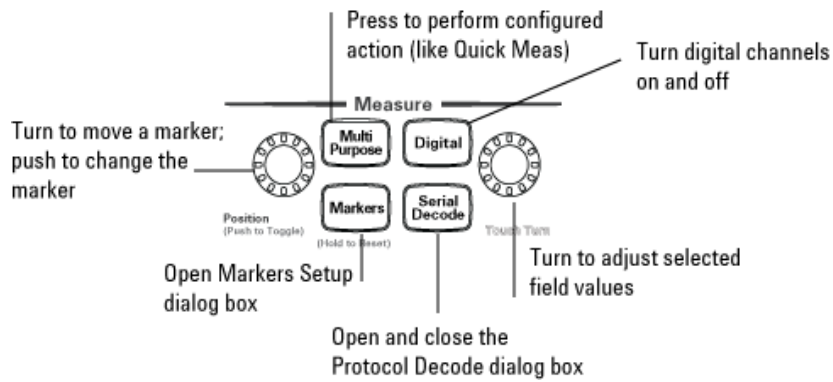 Press to perform configured
action (like Quick Meas)
Turn digital channels
on and off
Measure
Turn to move a marker;
push to change the
marker
Multi
Purpose
Digital
Markers
Serial
Decode
Position
(Push to Toggle)
(Hold to Reset)
Touch Turn
Open Markers Setup
dialog box
Turn to adjust selected
field values
Open and close the
Protocol Decode dialog box